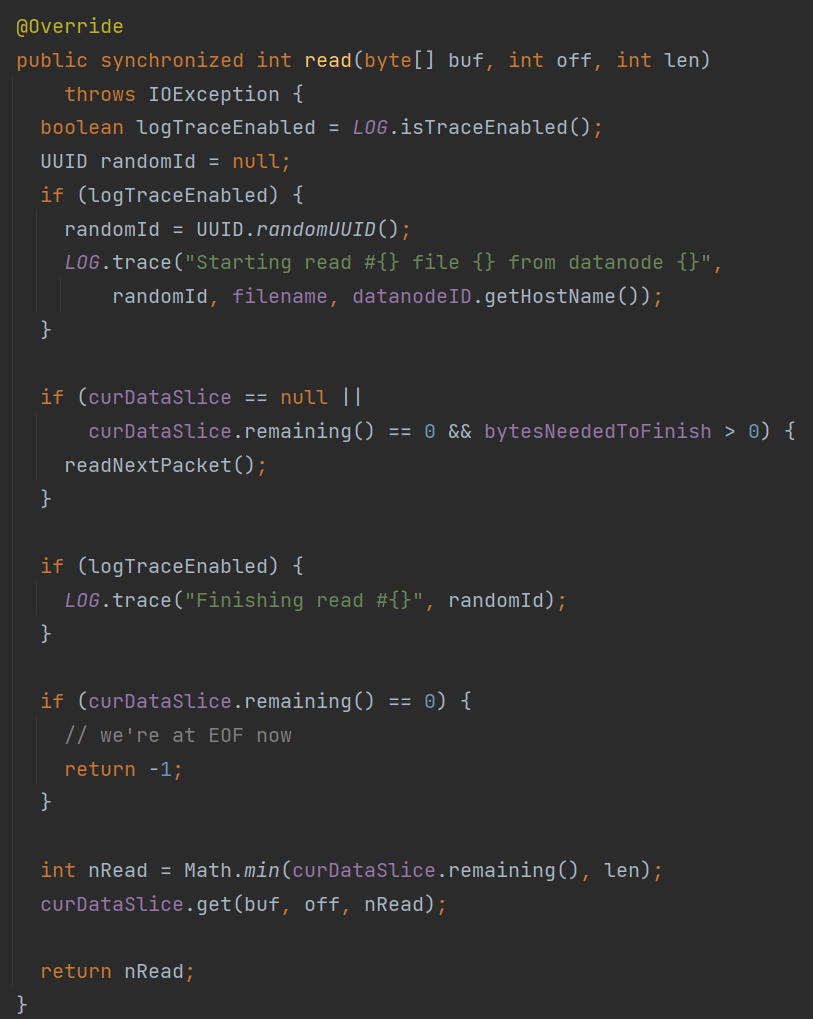 @Override
public synchronized int read(byte[] buf, int off, int len)
    throws IOException {
  boolean logTraceEnabled = LOG.isTraceEnabled();
  UUID randomId = null;
  if (logTraceEnabled) {
    randomId = UUID.randomUUID();
    LOG.trace("Starting read #{} file {} from datanode {}",
        randomId, filename, datanodeID.getHostName());
  }

  if (curDataSlice == null ||
      curDataSlice.remaining() == 0 && bytesNeededToFinish > 0) {
    readNextPacket();
  }

  if (logTraceEnabled) {
    LOG.trace("Finishing read #{}", randomId);
  }

  if (curDataSlice.remaining() == 0) {
    // we're at EOF now
    return -1;
  }

  int nRead = Math.min(curDataSlice.remaining(), len);
  curDataSlice.get(buf, off, nRead);

  return nRead;
}